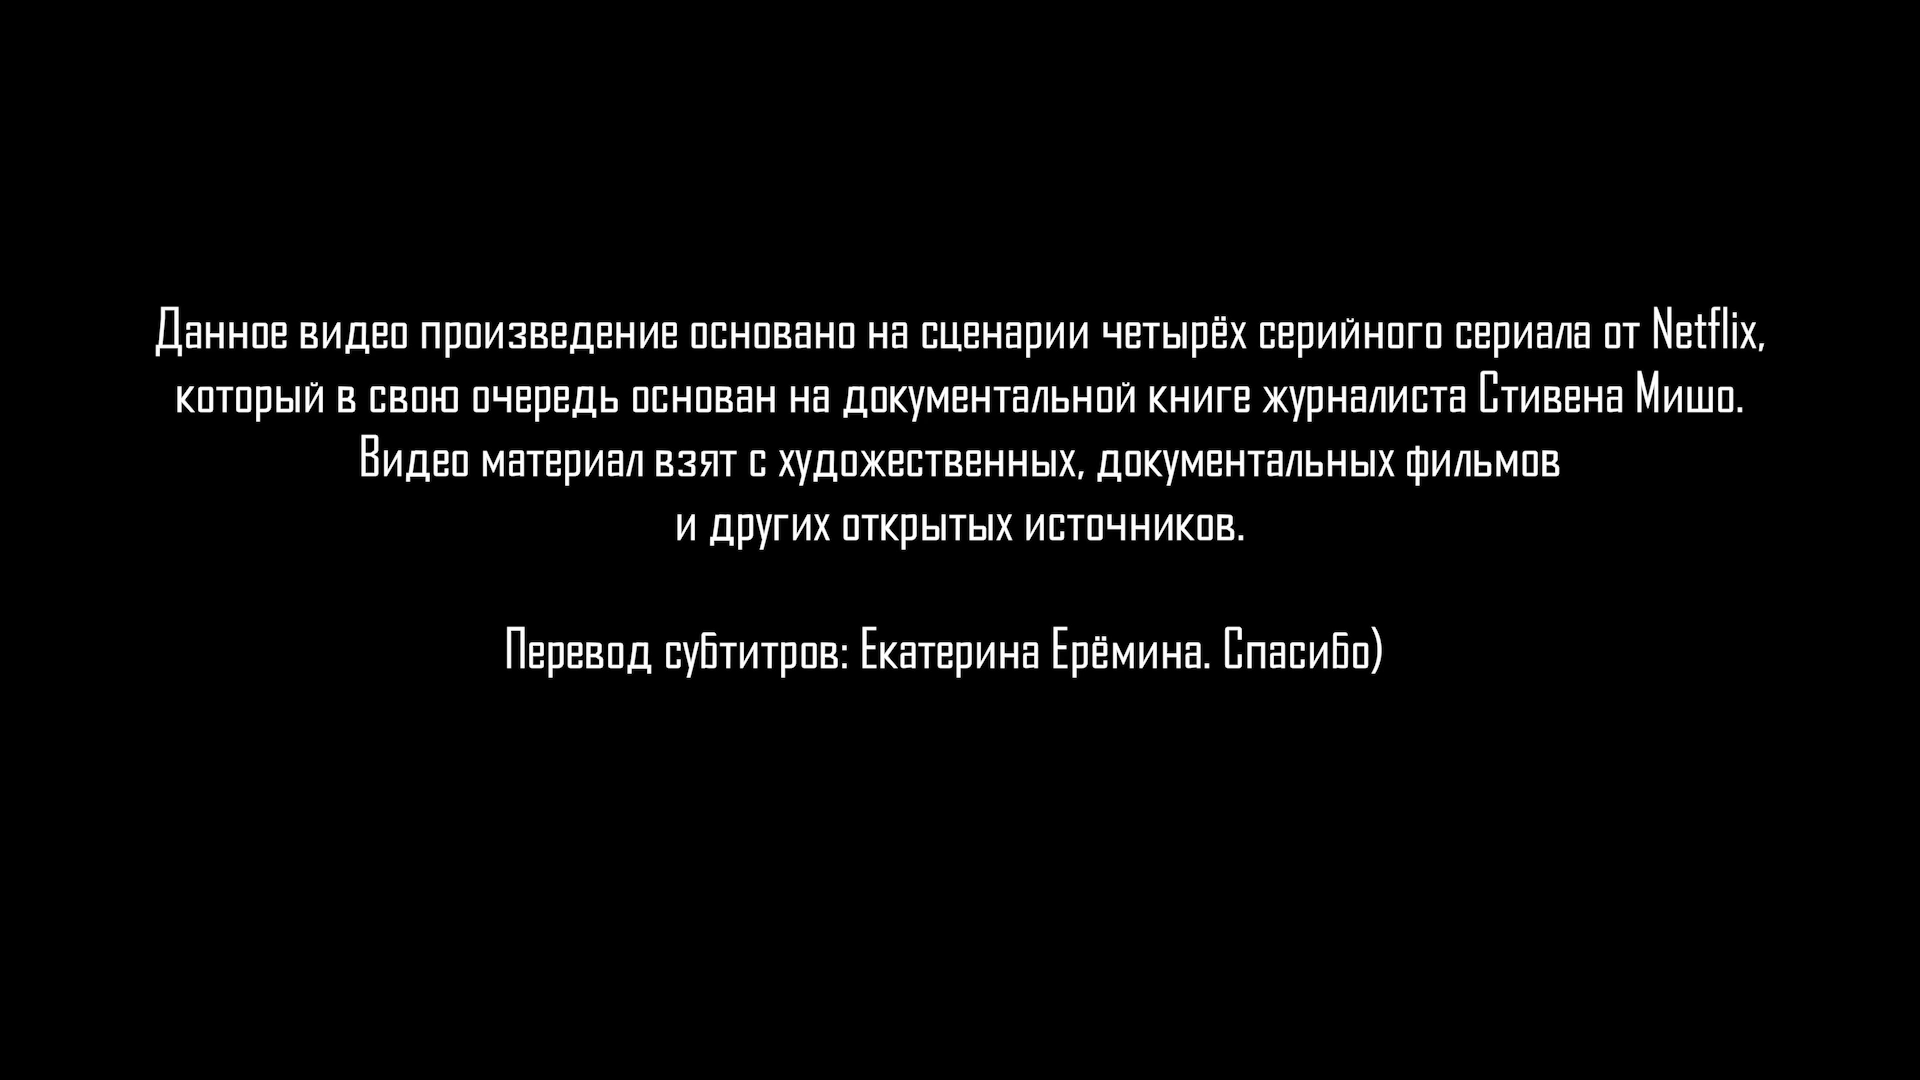 Данное видео произведение основано на сценарии четырёх серийного сериала от Netflix,
который в свою очередь основан на документальной книге журналиста Стивена Мишо.
Видео материал взят с художественных, документальных фильмов
и других открытых источников.
Перевод субтитров: Екатерина Ерёмина. Спасибо)